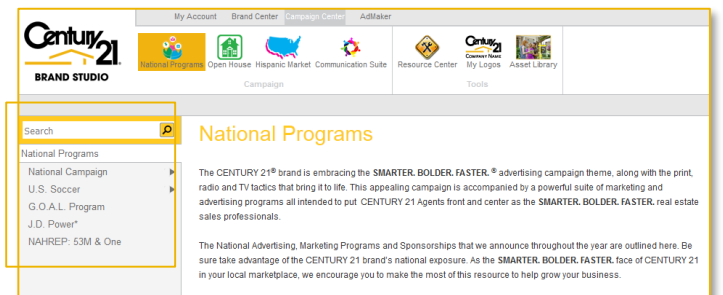 My Account Brand Center Campaign Center AdMaker
Century 21®
BRAND STUDIO
National Programs Open House Hispanic Market Communication Suite Resource Center My Logos Asset Library
Century 21
COMPANY NAME
Campaign Tools
Search
National Programs
National Campaign
U.S. Soccer
G.O.A.L. Program
J.D. Power*
NAHREP: 53M & One
National Programs
The CENTURY 21® brand is embracing the SMARTER. BOLDER. FASTER. ® advertising campaign theme, along with the print,
radio and TV tactics that bring it to life. This appealing campaign is accompanied by a powerful suite of marketing and
advertising programs all intended to put CENTURY 21 Agents front and center as the SMARTER. BOLDER. FASTER. real estate
sales professionals.
The National Advertising, Marketing Programs and Sponsorships that we announce throughout the year are outlined here. Be
sure take advantage of the CENTURY 21 brand's national exposure. As the SMARTER. BOLDER. FASTER. face of CENTURY 21
in your local marketplace, we encourage you to make the most of this resource to help grow your business.